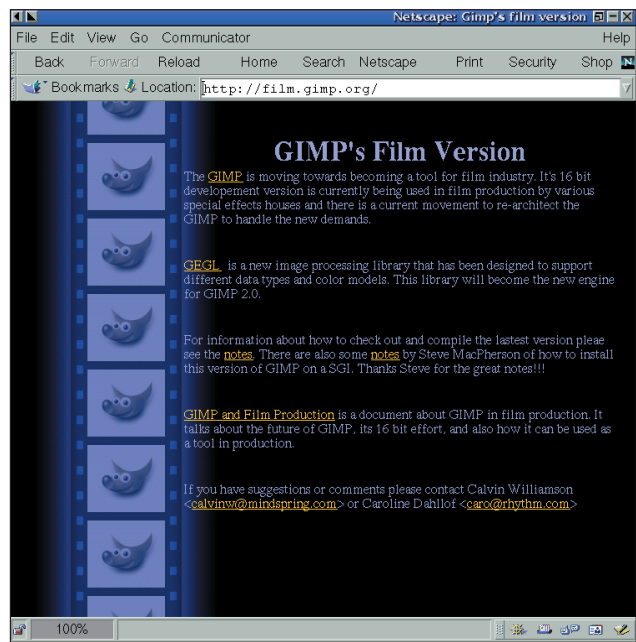 Netscape: Gimp's film version
File Edit View Go Communicator Help
Back Forward Reload Home Search Netscape Print Security Shop N
Bookmarks Location: http://film.gimp.org/
GIMP's Film Version
The GIMP is moving towards becoming a tool for film industry. It's 16 bit
developement version is currently being used in film production by various
special effects houses and there is a current movement to re-architect the
GIMP to handle the new demands.
GEGL is a new image processing library that has been designed to support
different data types and color models. This library will become the new engine
for GIMP 2.0.
For information about how to check out and compile the lastest version pleae
see the notes. There are also some notes by Steve MacPherson of how to install
this version of GIMP on a SGI. Thanks Steve for the great notes!!!
GIMP and Film Production is a document about GIMP in film production. It
talks about the future of GIMP, its 16 bit effort, and also how it can be used as
a tool in production.
If you have suggestions or comments please contact Calvin Williamson
<calvinw@mindspring.com> or Caroline Dahllof <caro@rhythm.com>
100%